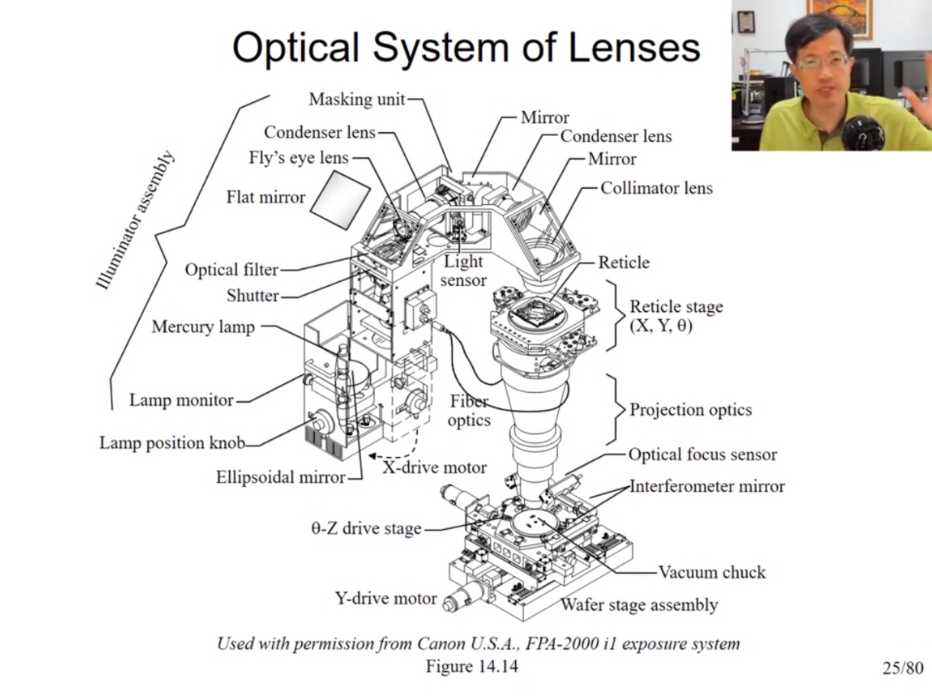 Optical System of Lenses
Masking unit
Condenser lens
Fly's eye lens
Flat mirror
Mirror
Condenser lens
Mirror
Collimator lens
Illuminator assembly
Optical filter
Shutter
Mercury lamp
Light
sensor
Reticle
Reticle stage
(X, Y, θ)
Lamp monitor
Lamp position knob
Ellipsoidal mirror
Fiber
optics
X-drive motor
Projection optics
Optical focus sensor
Interferometer mirror
θ-Z drive stage
Vacuum chuck
Y-drive motor
Wafer stage assembly
Used with permission from Canon U.S.A., FPA-2000 i1 exposure system
Figure 14.14
25/80